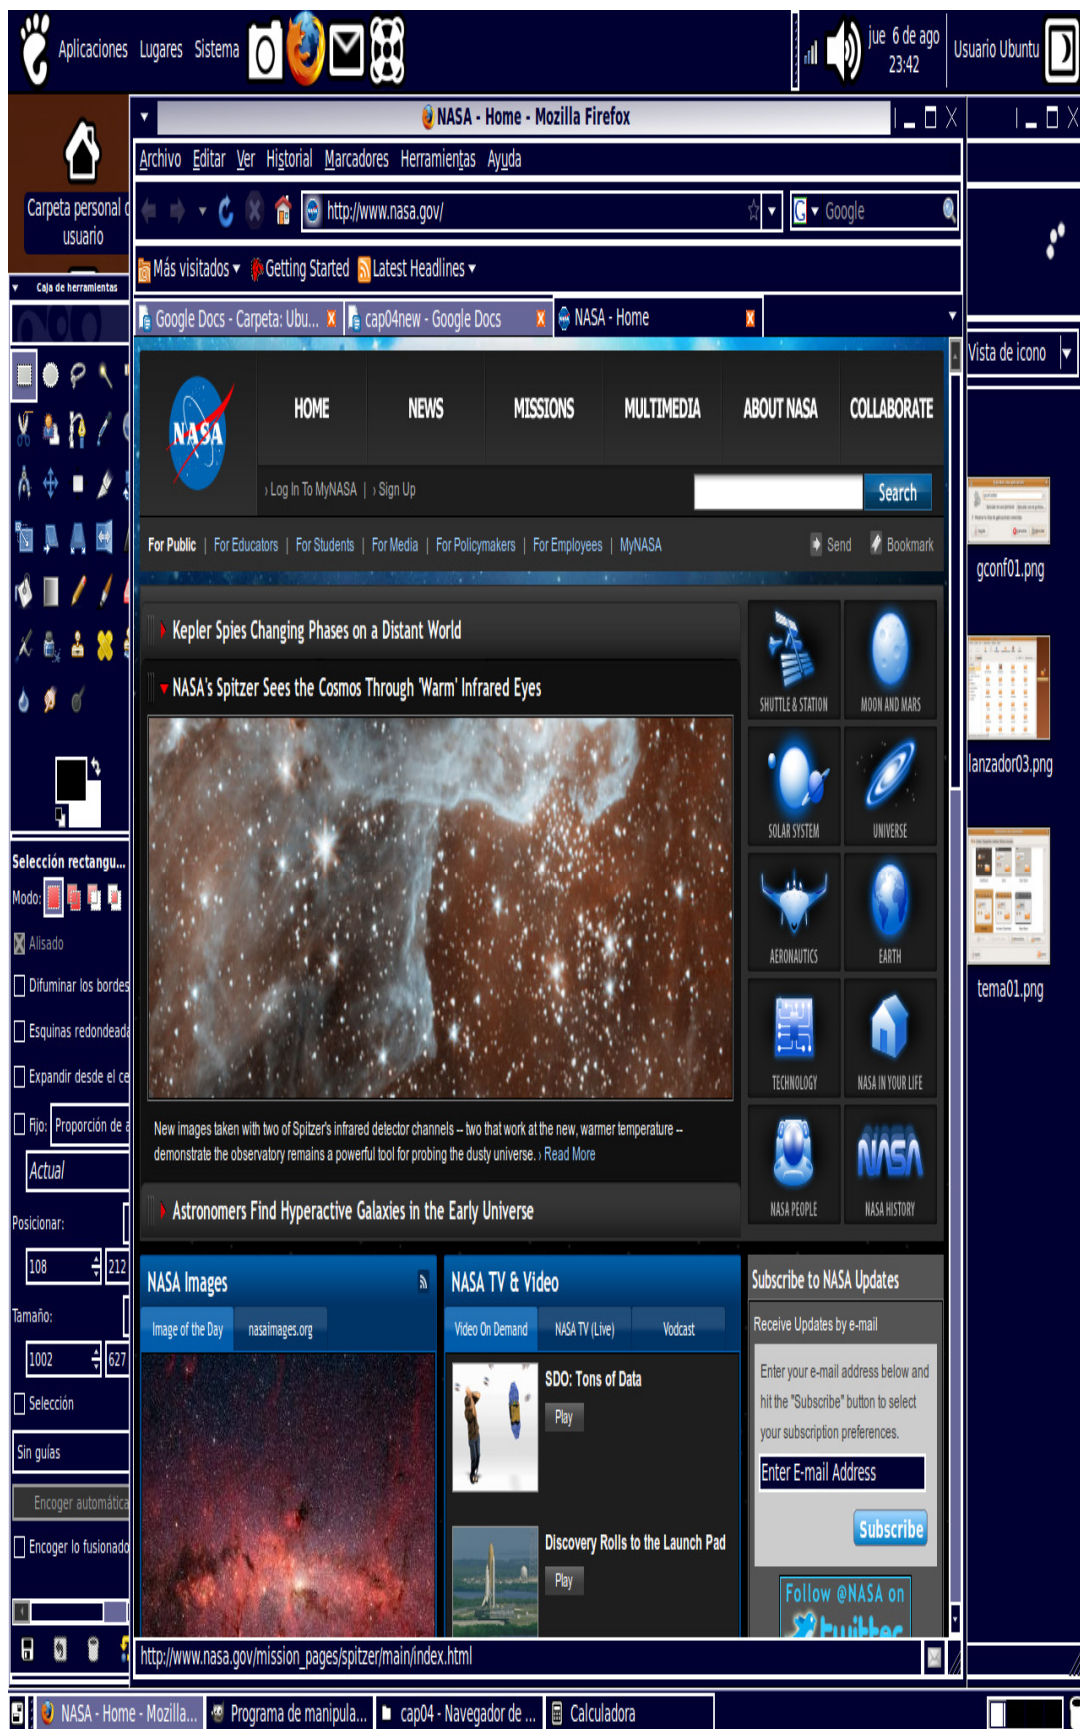 Aplicaciones Lugares Sistema
jue 6 de ago
23:42
Usuario Ubuntu
Carpeta personal
usuario
NASA - Home - Mozilla Firefox
Archivo Editar Ver Historial Marcadores Herramientas Ayuda
http://www.nasa.gov/
Google
Más visitados Getting Started Latest Headlines
Google Docs - Carpeta: Ubu... cap04new - Google Docs NASA - Home
Caja de herramientas
Vista de icono
NASA
HOME NEWS MISSIONS MULTIMEDIA ABOUT NASA COLLABORATE
› Log In To MyNASA | › Sign Up
Search
For Public | For Educators | For Students | For Media | For Policymakers | For Employees | MyNASA
Send Bookmark
Kepler Spies Changing Phases on a Distant World
NASA's Spitzer Sees the Cosmos Through 'Warm' Infrared Eyes
New images taken with two of Spitzer's infrared detector channels -- two that work at the new, warmer temperature --
demonstrate the observatory remains a powerful tool for probing the dusty universe. › Read More
Astronomers Find Hyperactive Galaxies in the Early Universe
SHUTTLE & STATION MOON AND MARS
SOLAR SYSTEM UNIVERSE
AERONAUTICS EARTH
TECHNOLOGY NASA IN YOUR LIFE
NASA PEOPLE NASA HISTORY
gconf01.png
lanzador03.png
tema01.png
Selección rectangu...
Modo:
Alisado
Difuminar los bordes
Esquinas redondeada
Expandir desde el ce
Fijo: Proporción de a
Actual
Posicionar:
108 212
Tamaño:
1002 627
Selección
Sin guías
Encoger automática
Encoger lo fusionado
NASA Images
Image of the Day nasaimages.org
NASA TV & Video
Video On Demand NASA TV (Live) Vodcast
SDO: Tons of Data
Play
Discovery Rolls to the Launch Pad
Play
Subscribe to NASA Updates
Receive Updates by e-mail
Enter your e-mail address below and
hit the "Subscribe" button to select
your subscription preferences.
Enter E-mail Address
Subscribe
Follow @NASA on
twitter
http://www.nasa.gov/mission_pages/spitzer/main/index.html
NASA - Home - Mozilla... Programa de manipula... cap04 - Navegador de ... Calculadora